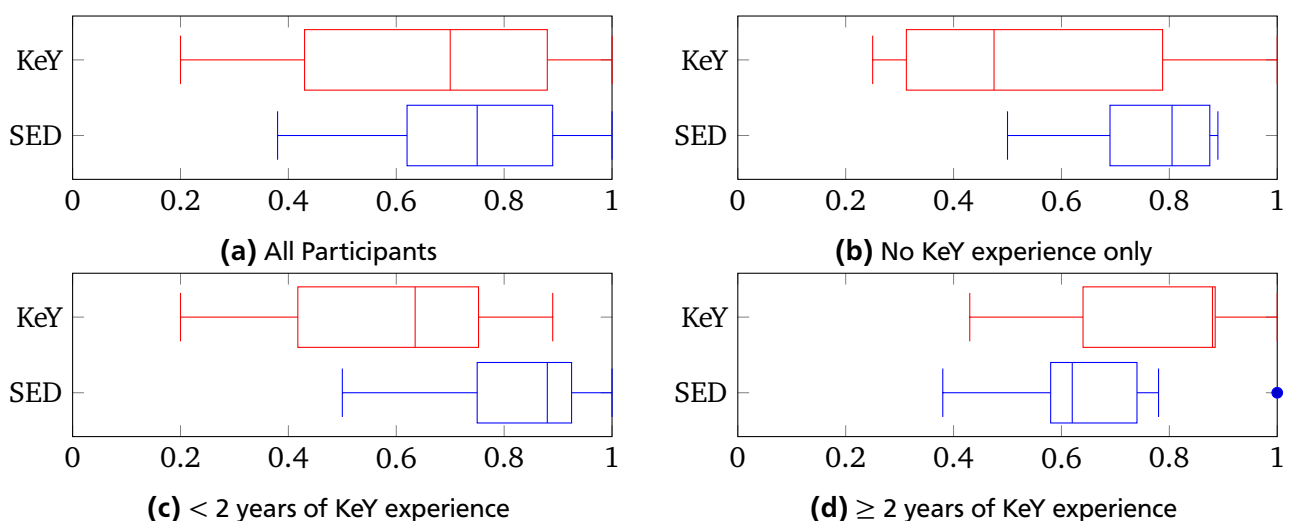 KeY
SED
0 0.2 0.4 0.6 0.8 1
(a) All Participants
KeY
SED
0 0.2 0.4 0.6 0.8 1
(b) No KeY experience only
KeY
SED
0 0.2 0.4 0.6 0.8 1
(c) < 2 years of KeY experience
KeY
SED
0 0.2 0.4 0.6 0.8 1
(d) ≥ 2 years of KeY experience